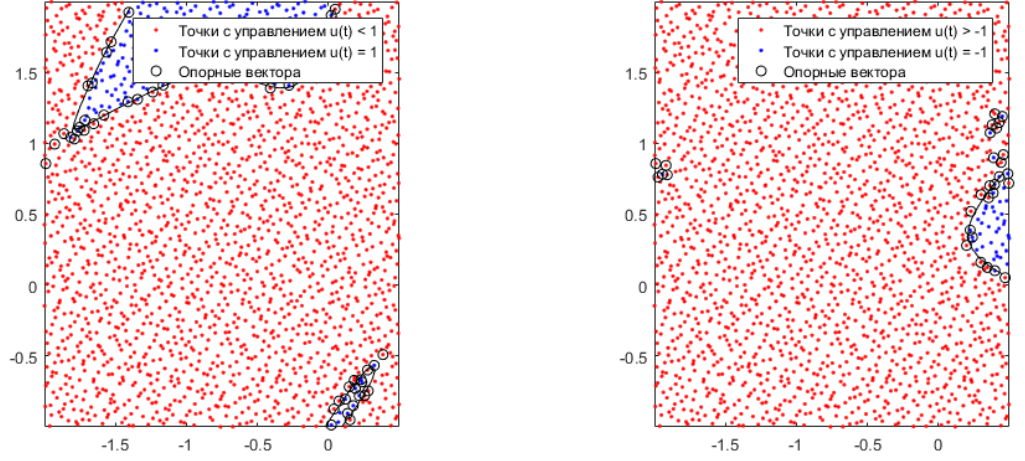 Точки с управлением u(t) < 1
Точки с управлением u(t) = 1
Опорные вектора
1.5
1
0.5
0
-0.5
-1.5 -1 -0.5 0
Точки с управлением u(t) > -1
Точки с управлением u(t) = -1
Опорные вектора
1.5
1
0.5
0
-0.5
-1.5 -1 -0.5 0